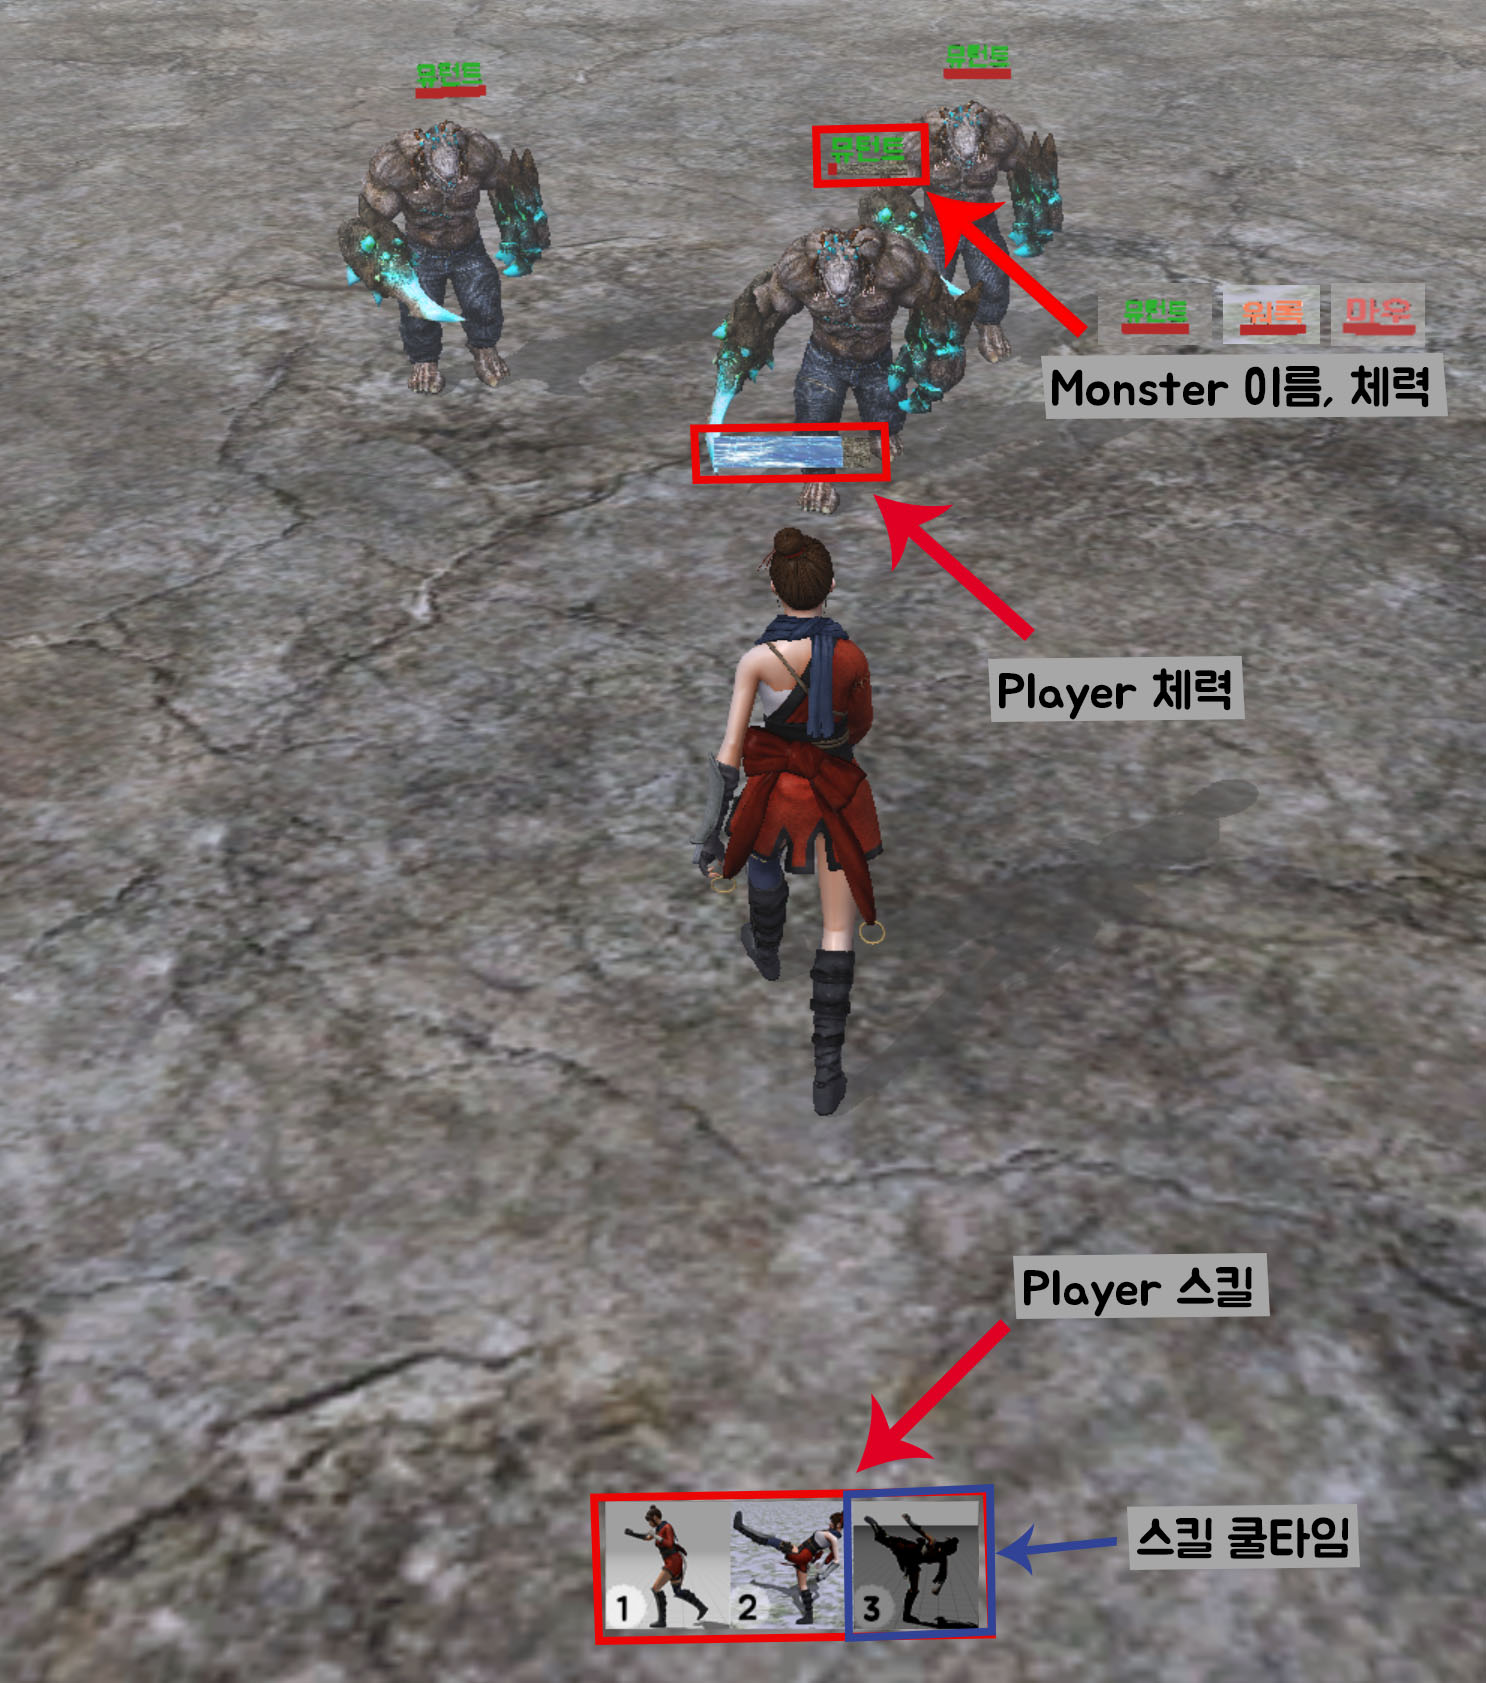 뮤턴트
뮤턴트
뮤턴트
뮤턴트 워록 마우
Monster 이름, 체력
Player 체력
Player 스킬
1 2 3
스킬 쿨타임